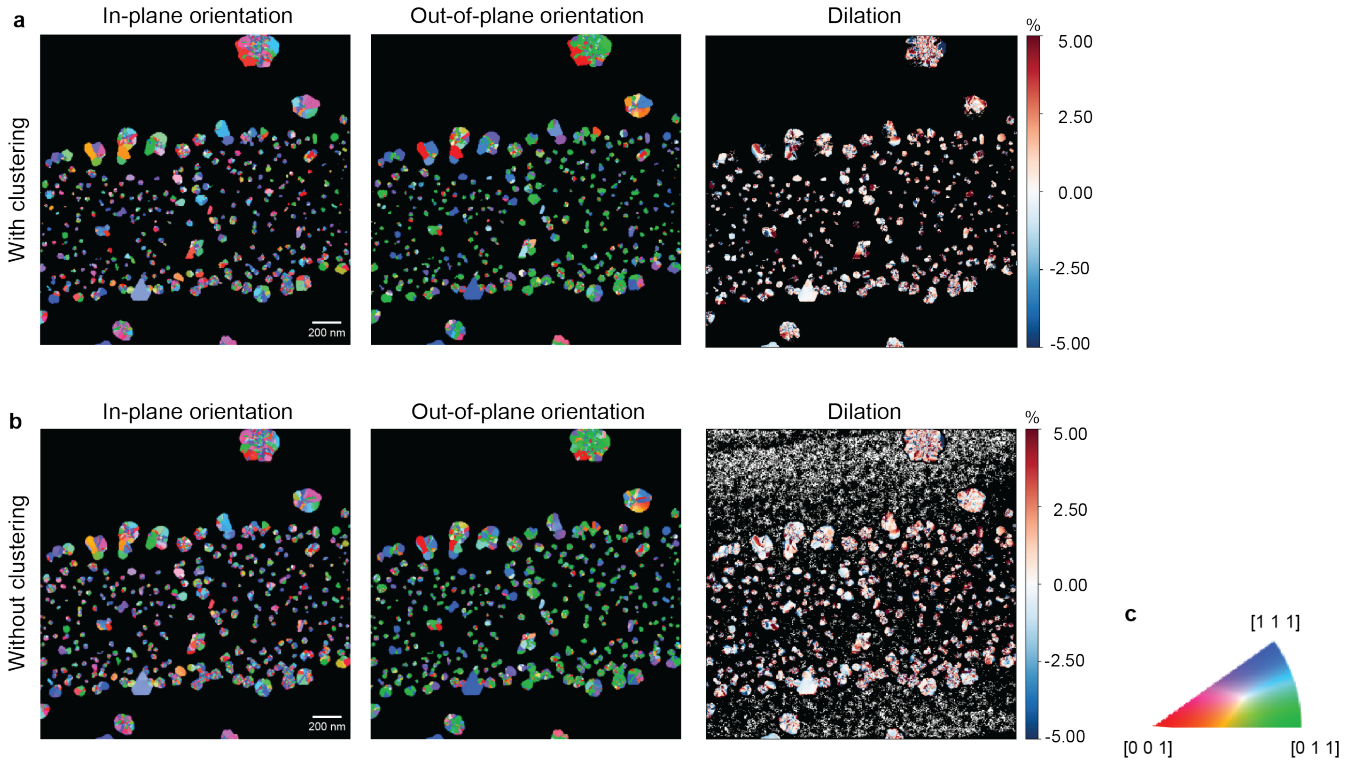 a
In-plane orientation
Out-of-plane orientation
Dilation
%
With clustering
5.00
2.50
0.00
-2.50
-5.00
200 nm
b
In-plane orientation
Out-of-plane orientation
Dilation
%
Without clustering
5.00
2.50
0.00
-2.50
-5.00
200 nm
c
[1 1 1]
[0 0 1]
[0 1 1]